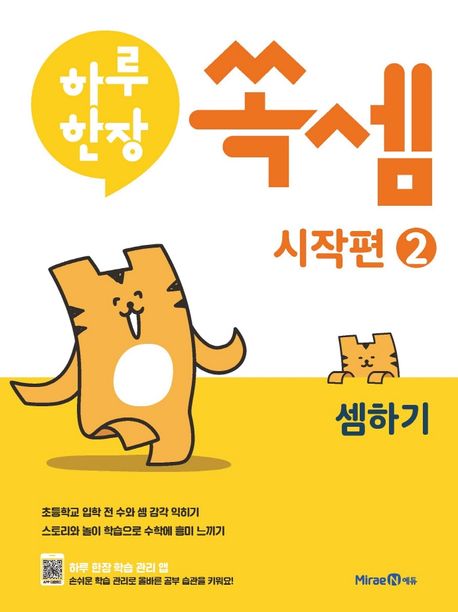 하루
한장
쏙셈
시작편 2
셈하기
초등학교 입학 전 수와 셈 감각 익히기
스토리와 놀이 학습으로 수학에 흥미 느끼기
하루 한장 학습 관리 앱
손쉬운 학습 관리로 올바른 공부 습관을 키워요!
Mirae N 에듀